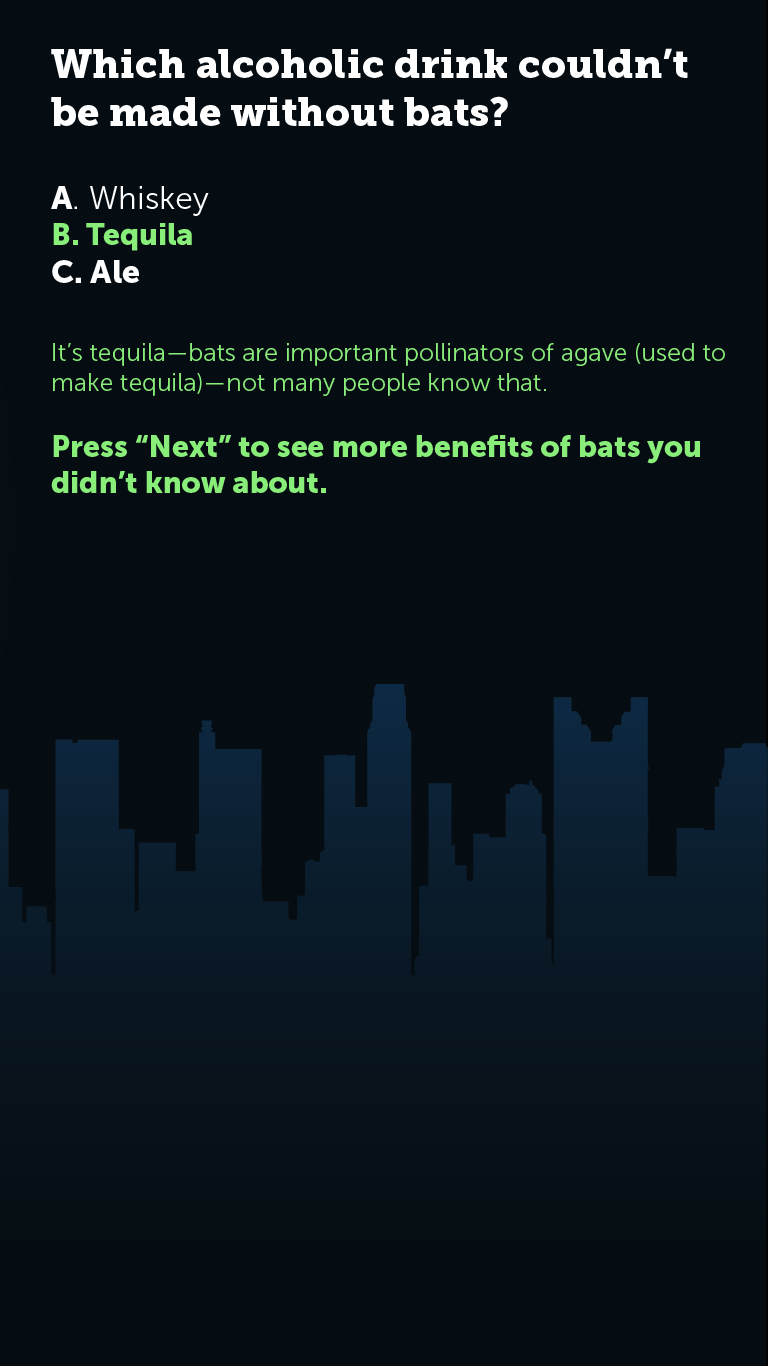 Which alcoholic drink couldn’t
be made without bats?
A. Whiskey
B. Tequila
C. Ale
It’s tequila—bats are important pollinators of agave (used to
make tequila)—not many people know that.
Press “Next” to see more benefits of bats you
didn’t know about.